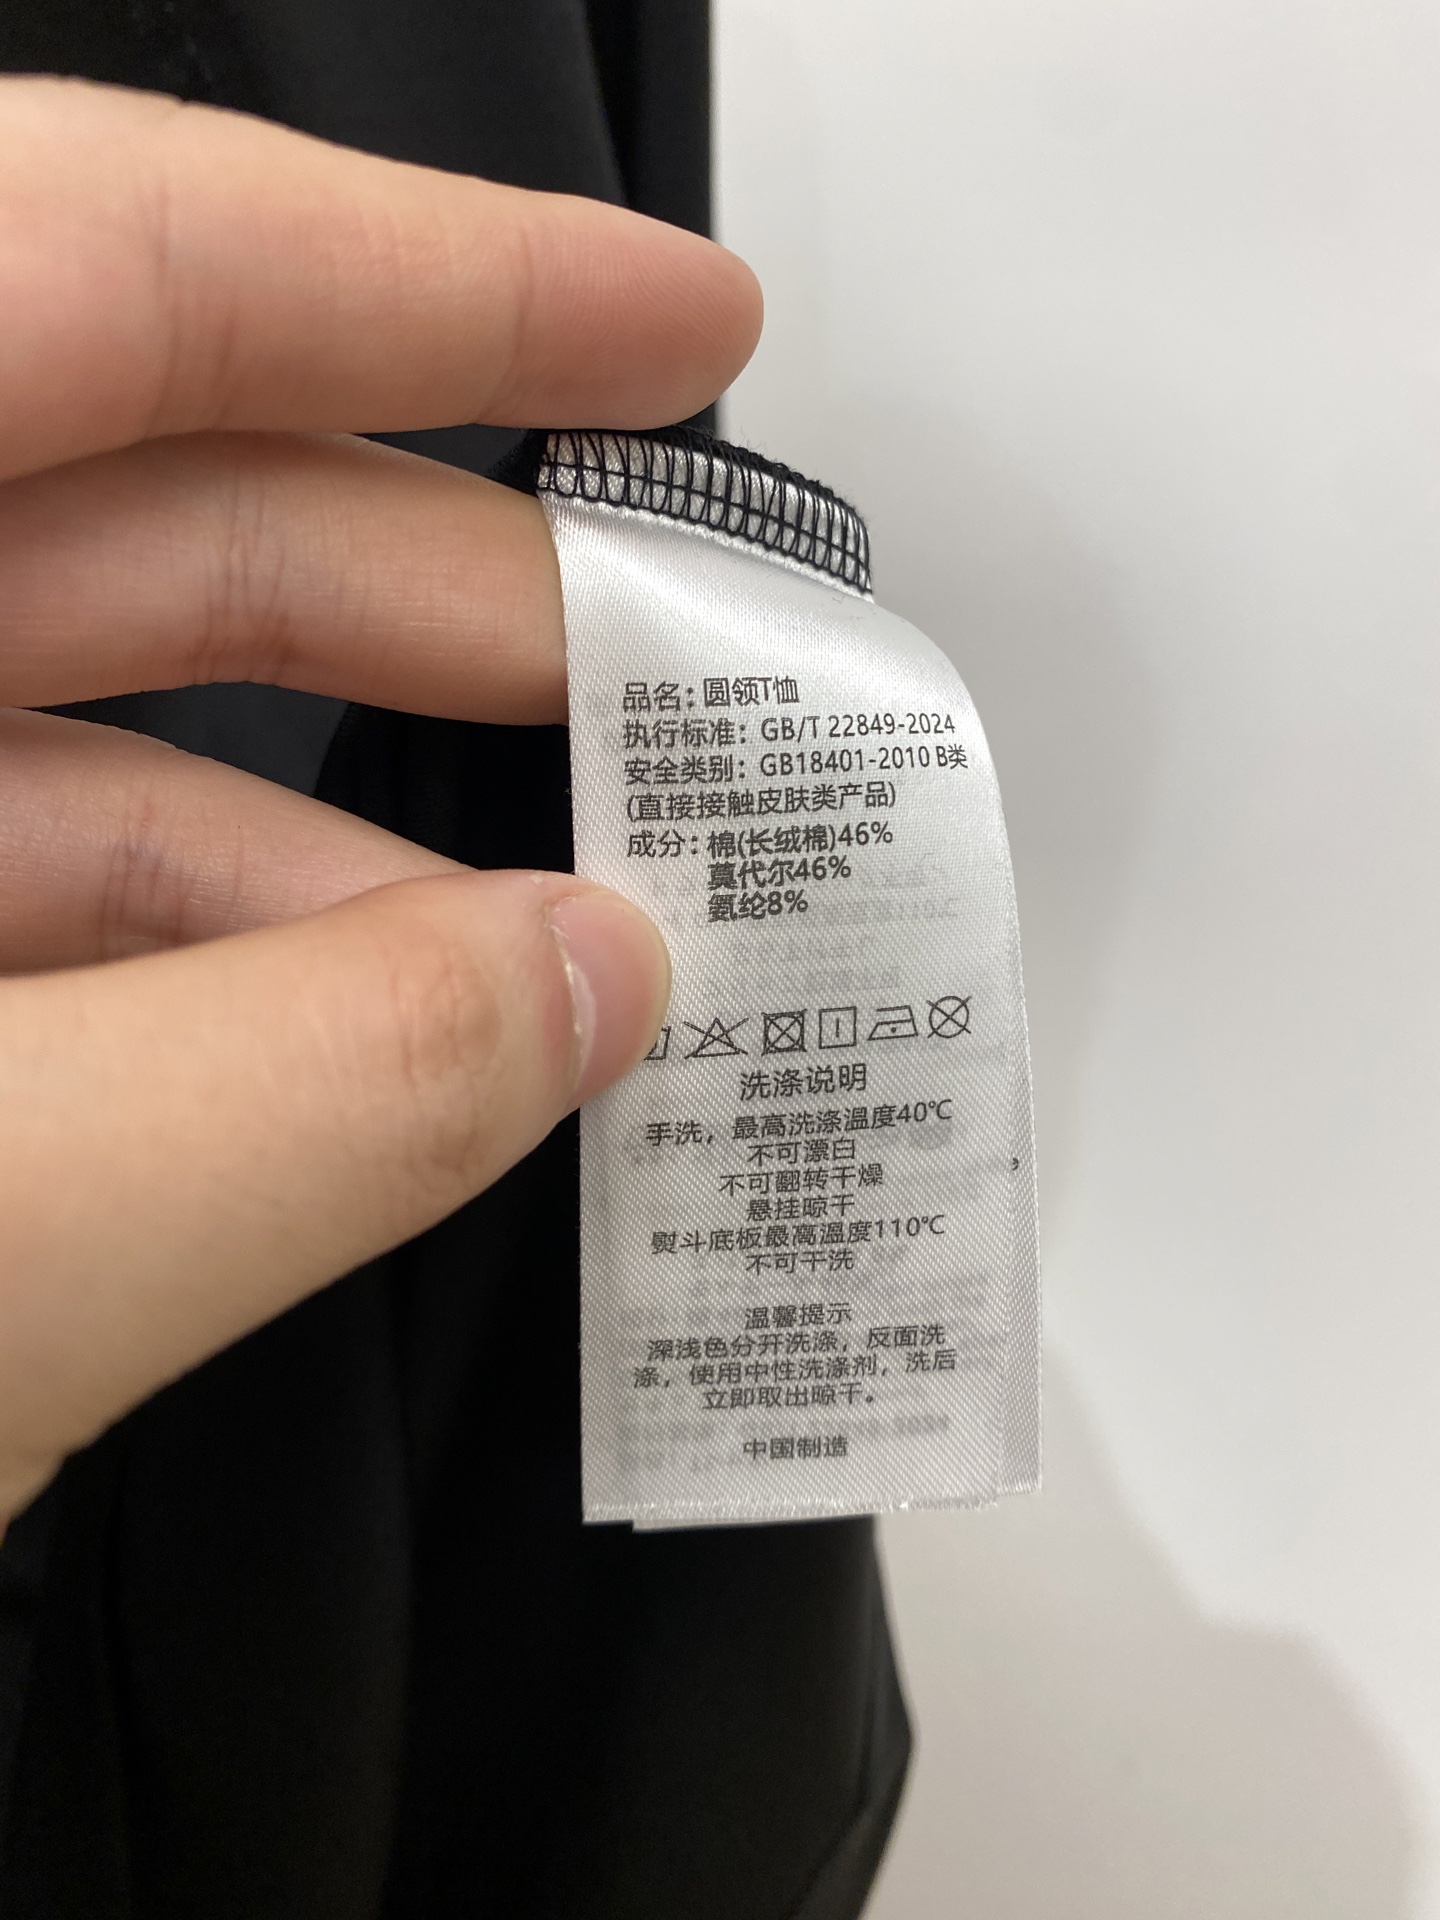 品名：圆领T恤
执行标准：GB/T 22849-2024
安全类别：GB18401-2010 B类
(直接接触皮肤类产品)
成分：棉(长绒棉)46%
莫代尔46%
氨纶8%
洗涤说明
手洗，最高洗涤温度40℃
不可漂白
不可翻转干燥
悬挂晾干
熨斗底板最高温度110℃
不可干洗
温馨提示
深浅色分开洗涤，反面洗
涤，使用中性洗涤剂，洗后
立即取出晾干。
中国制造